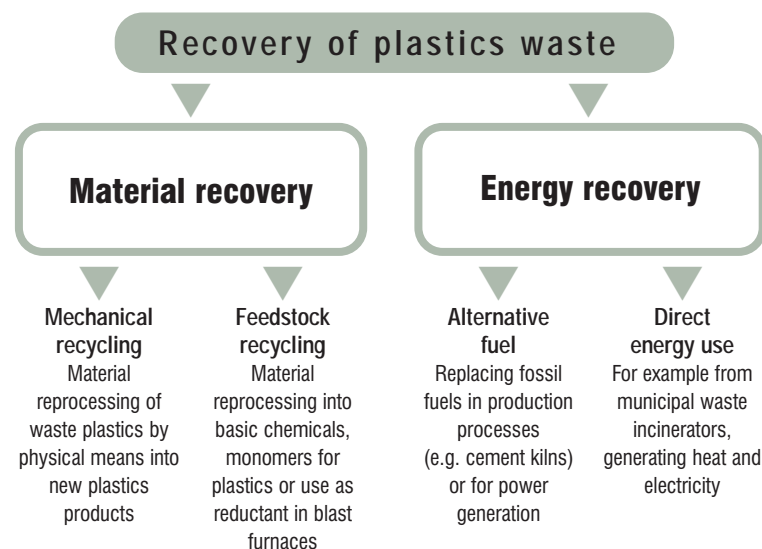 Recovery of plastics waste
Material recovery
Energy recovery
Mechanical
recycling
Material
reprocessing of
waste plastics by
physical means into
new plastics
products
Feedstock
recycling
Material
reprocessing into
basic chemicals,
monomers for
plastics or use as
reductant in blast
furnaces
Alternative
fuel
Replacing fossil
fuels in production
processes
(e.g. cement kilns)
or for power
generation
Direct
energy use
For example from
municipal waste
incinerators,
generating heat and
electricity